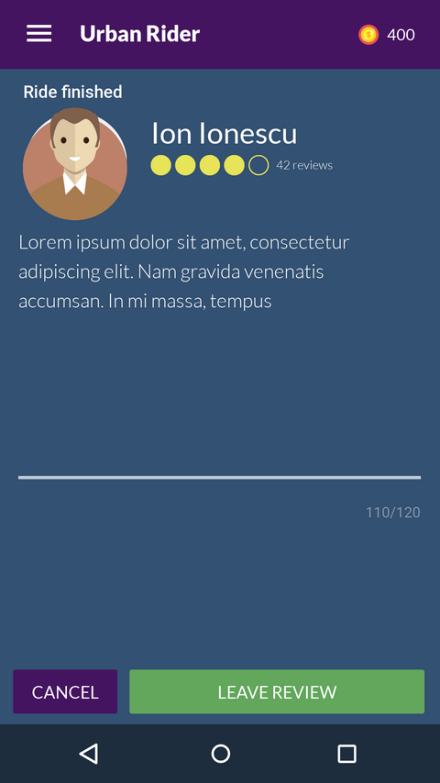 Urban Rider
400
Ride finished
Ion Ionescu
42 reviews
Lorem ipsum dolor sit amet, consectetur
adipiscing elit. Nam gravida venenatis
accumsan. In mi massa, tempus
110/120
CANCEL
LEAVE REVIEW